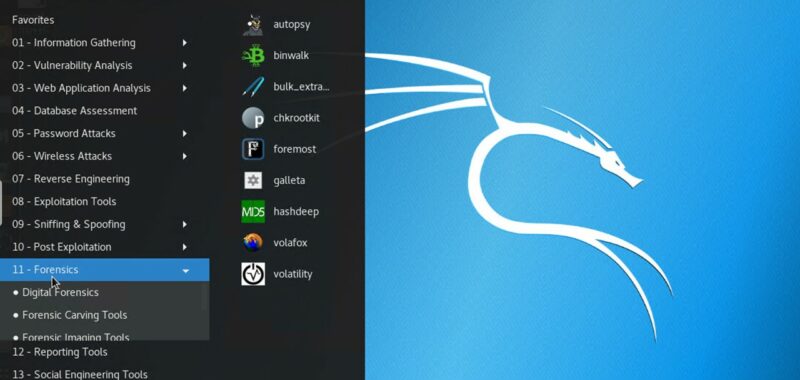 Favorites
01 - Information Gathering
02 - Vulnerability Analysis
03 - Web Application Analysis
04 - Database Assessment
05 - Password Attacks
06 - Wireless Attacks
07 - Reverse Engineering
08 - Exploitation Tools
09 - Sniffing & Spoofing
10 - Post Exploitation
11 - Forensics
• Digital Forensics
• Forensic Carving Tools
• Forensic Imaging Tools
12 - Reporting Tools
13 - Social Engineering Tools
autopsy
binwalk
bulk_extra...
chkrootkit
foremost
galleta
MD5 hashdeep
volafox
volatility